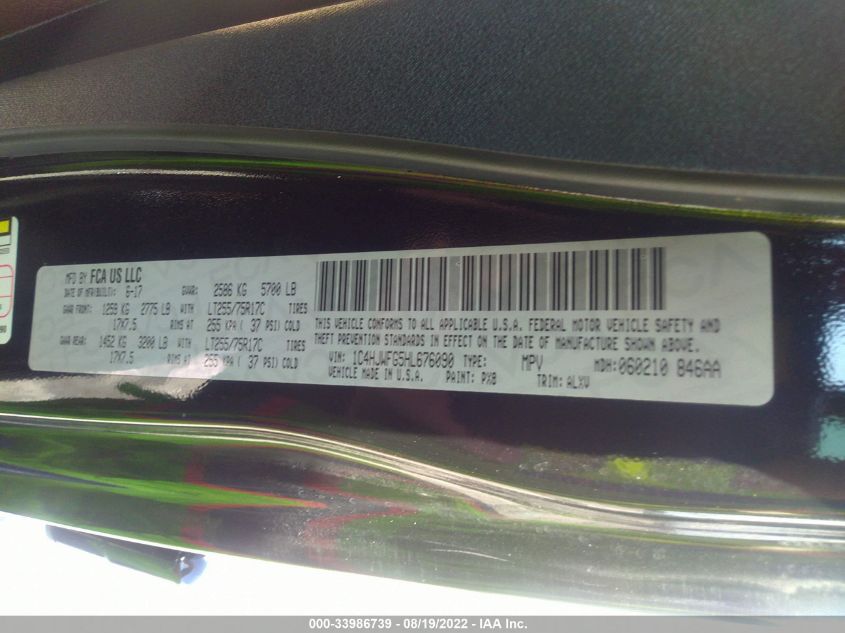 MFD BY FCA US LLC
DATE OF MFR(BUILD): 6-17 GVWR: 2586 KG 5700 LB
GAWR FRONT: 1259 KG 2775 LB WITH LT255/75R17C TIRES
17X7.5 RIMS AT 255 KPA ( 37 PSI) COLD
GAWR REAR: 1452 KG 3200 LB WITH LT255/75R17C TIRES
17X7.5 RIMS AT 255 KPA ( 37 PSI) COLD
THIS VEHICLE CONFORMS TO ALL APPLICABLE U.S.A. FEDERAL MOTOR VEHICLE SAFETY AND
THEFT PREVENTION STANDARDS IN EFFECT ON THE DATE OF MANUFACTURE SHOWN ABOVE.
VIN: 1C4HJWFG5HL676090 TYPE: MPV MDH:060210 846AA
VEHICLE MADE IN U.S.A. PAINT: PX8 TRIM: ALXV
000-33986739 - 08/19/2022 - IAA Inc.